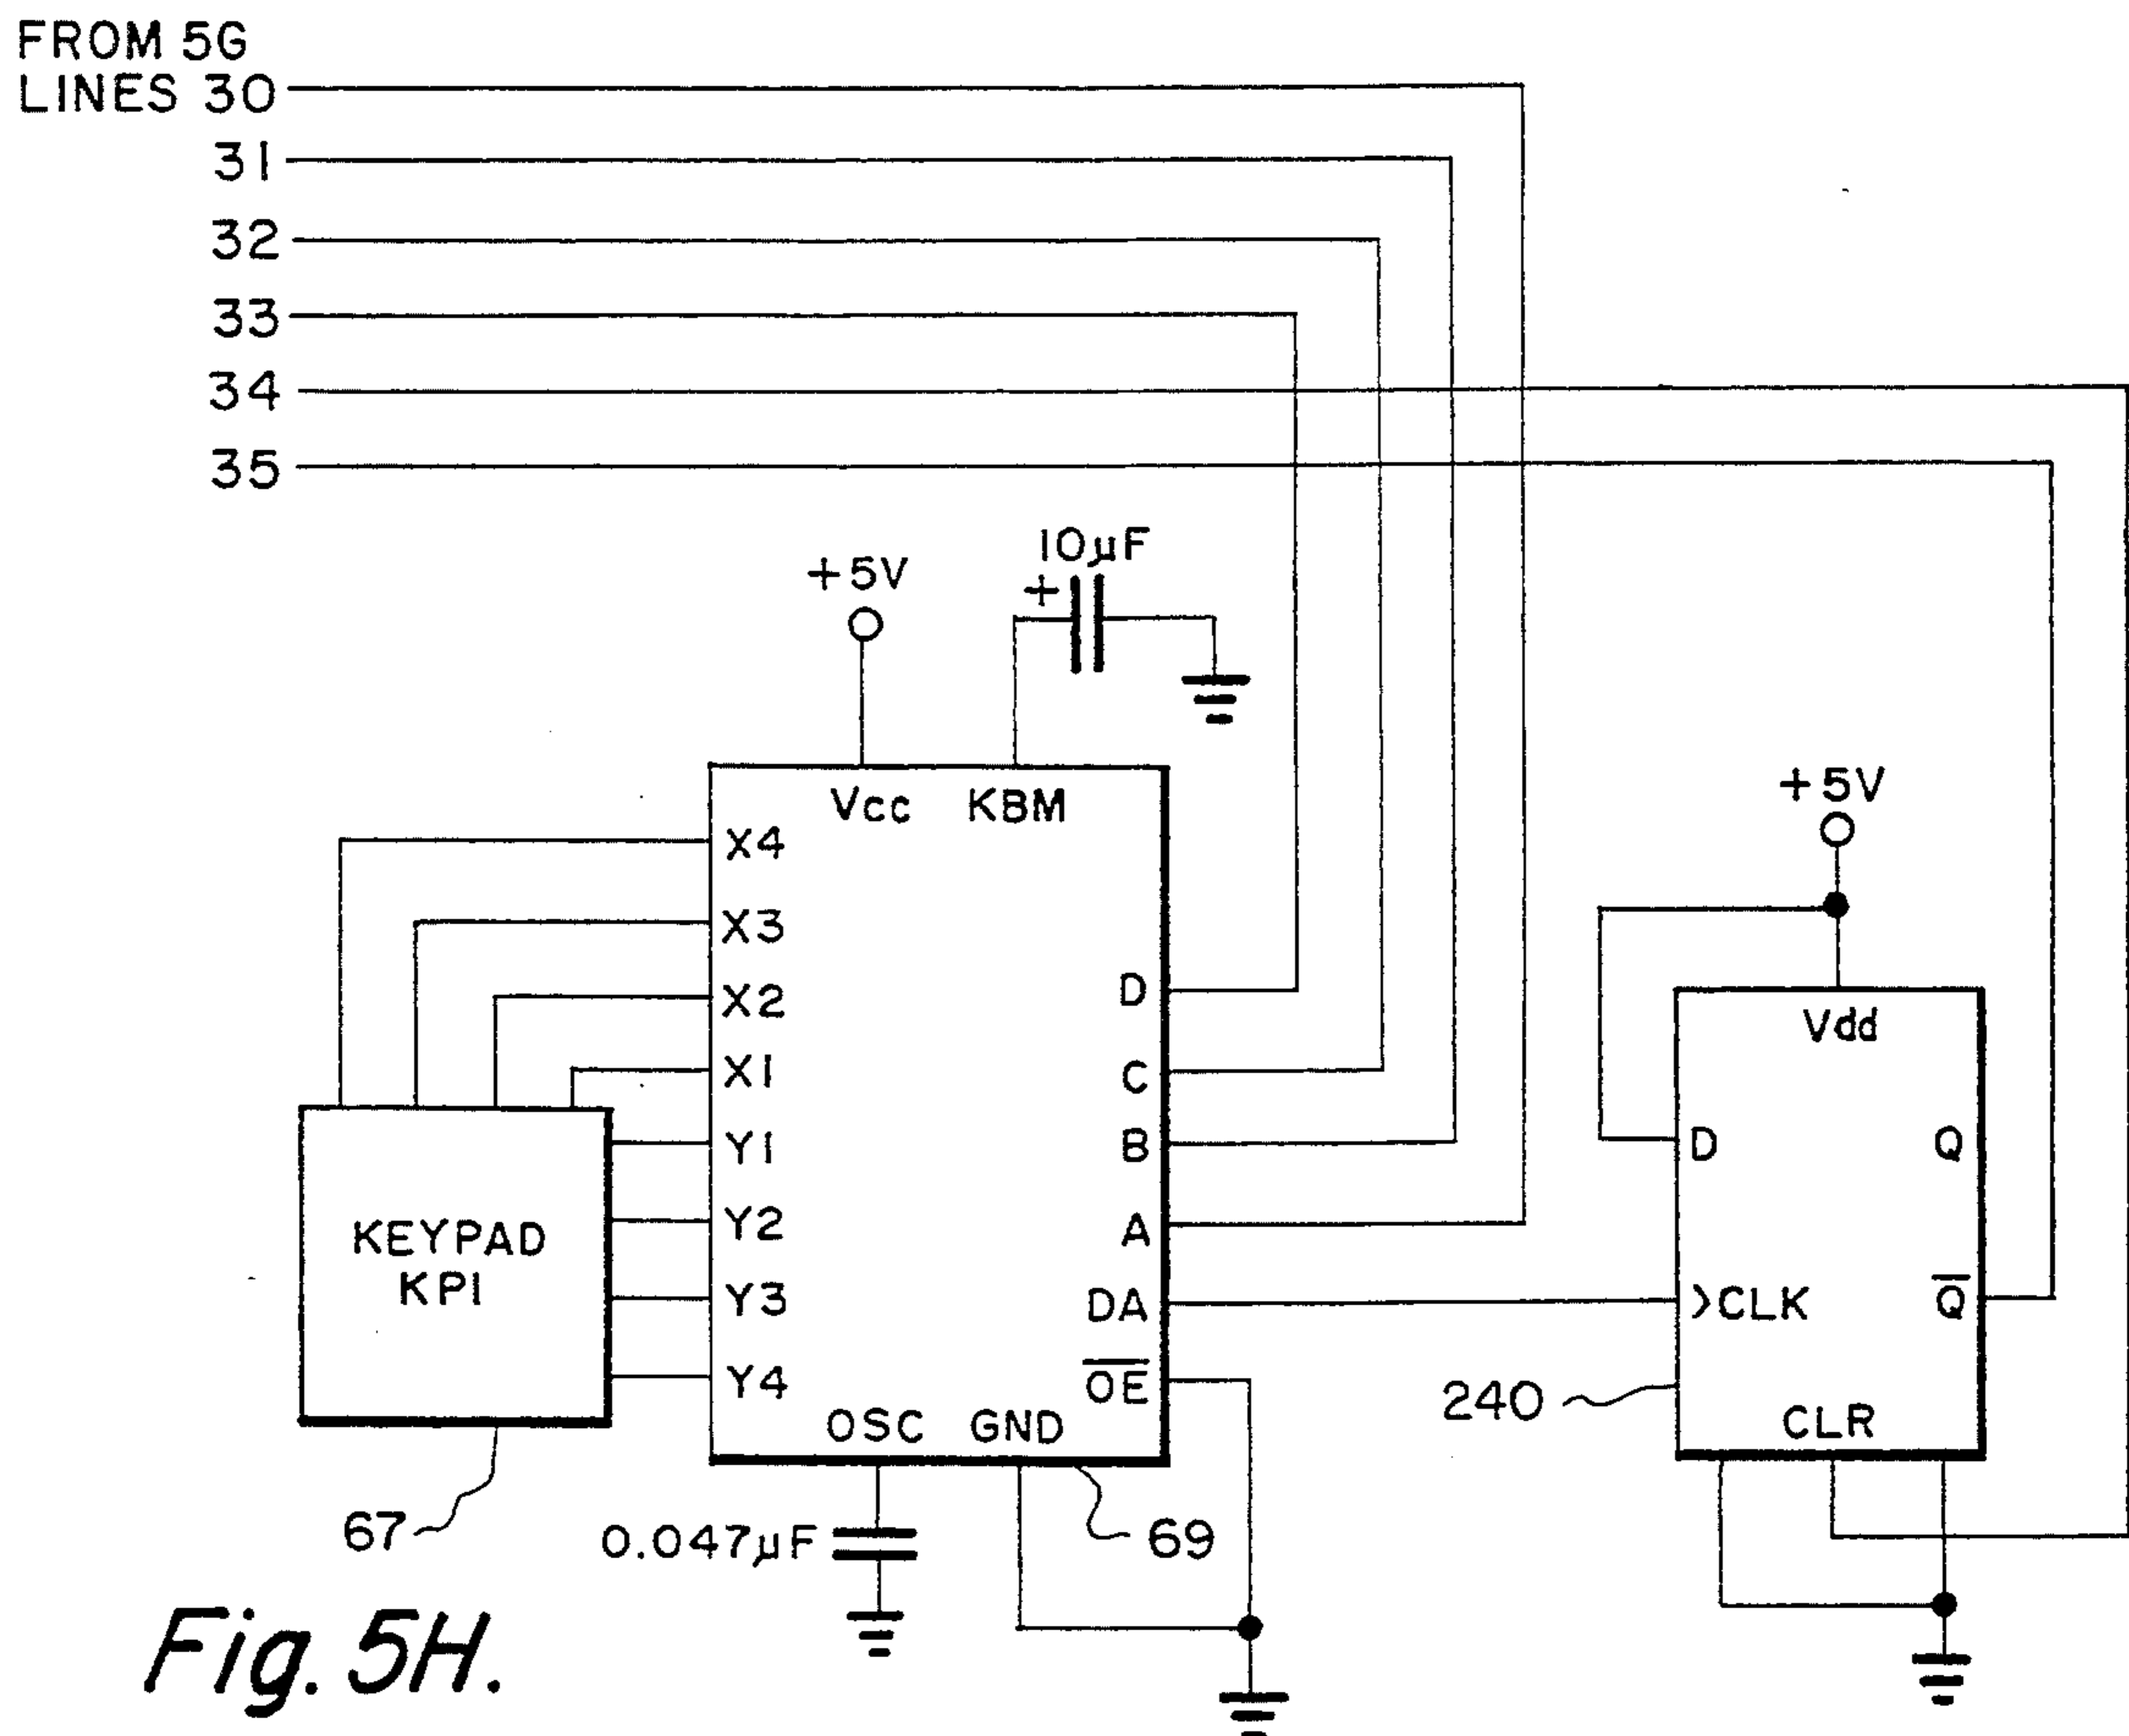 FROM 5G
LINES 30
31
32
33
34
35
10µF
+5V
+
Vcc KBM
+5V
X4
X3
X2
X1
Y1
Y2
Y3
Y4
D
C
B
A
DA
OE
OSC GND
KEYPAD
KPI
Vdd
D Q
>CLK Q
CLR
240
67
0.047µF
69
Fig. 5H.